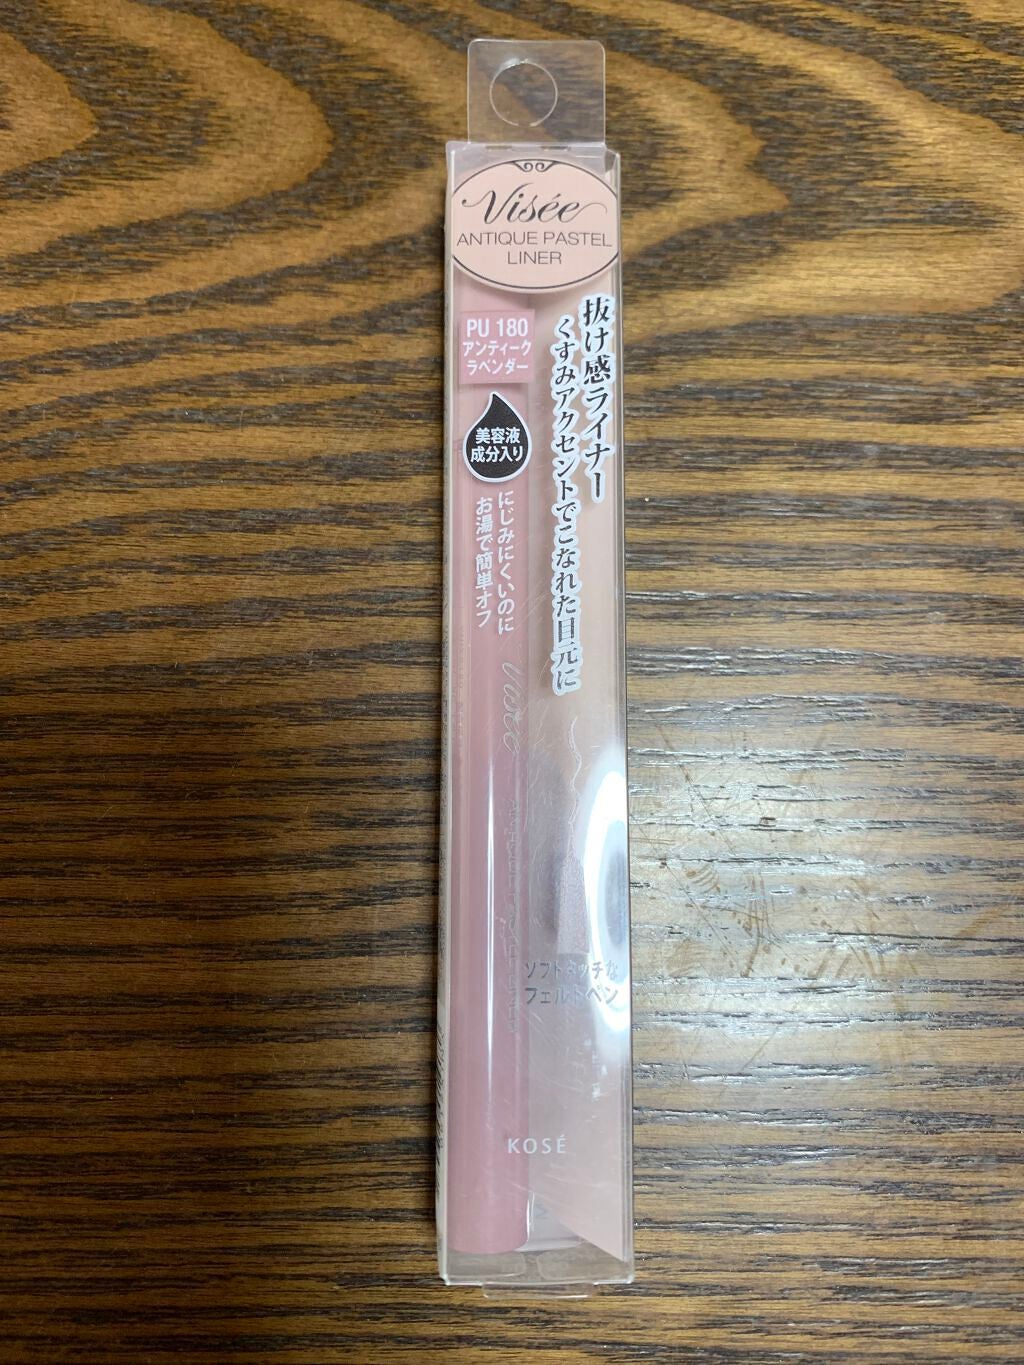 Visée
ANTIQUE PASTEL
LINER
抜け感ライナー
くすみアクセントでこなれた目元に
PU 180
アンティーク
ラベンダー
美容液
成分入り
にじみにくいのに
お湯で簡単オフ
Visée
ANTIQUE PASTEL LINER
ソフトタッチな
フェルトペン
KOSÉ